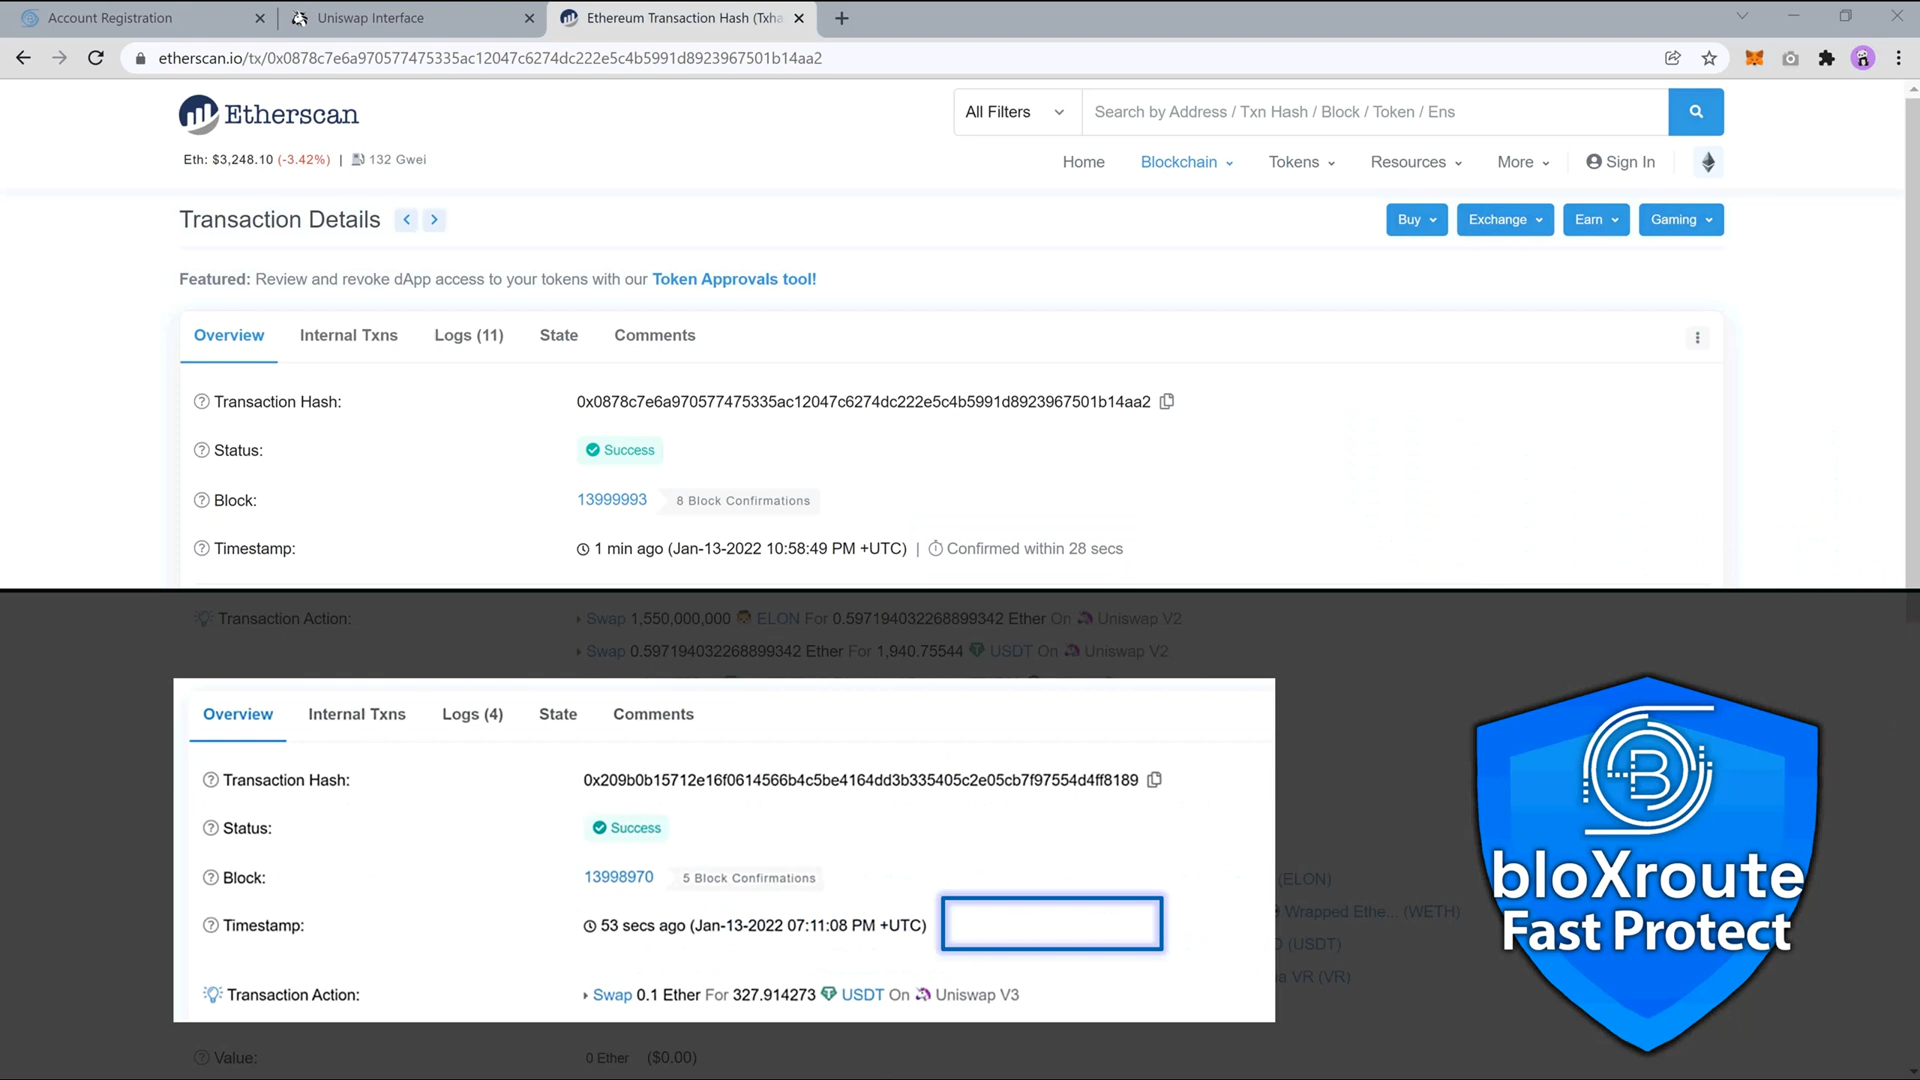 Account Registration
Uniswap Interface
Ethereum Transaction Hash (Txha
etherscan.io/tx/0x0878c7e6a970577475335ac12047c6274dc222e5c4b5991d8923967501b14aa2
Etherscan
All Filters
Search by Address / Txn Hash / Block / Token / Ens
Eth: $3,248.10 (-3.42%) | 132 Gwei
Home Blockchain Tokens Resources More Sign In
Transaction Details
Buy Exchange Earn Gaming
Featured: Review and revoke dApp access to your tokens with our Token Approvals tool!
Overview Internal Txns Logs (11) State Comments
Transaction Hash: 0x0878c7e6a970577475335ac12047c6274dc222e5c4b5991d8923967501b14aa2
Status: Success
Block: 13999993 8 Block Confirmations
Timestamp: 1 min ago (Jan-13-2022 10:58:49 PM +UTC) | Confirmed within 28 secs
Transaction Action: Swap 1,550,000,000 ELON For 0.597194032268899342 Ether On Uniswap V2
Swap 0.597194032268899342 Ether For 1,940.75544 USDT On Uniswap V2
Overview Internal Txns Logs (4) State Comments
Transaction Hash: 0x209b0b15712e16f0614566b4c5be4164dd3b335405c2e05cb7f97554d4ff8189
Status: Success
Block: 13998970 5 Block Confirmations
Timestamp: 53 secs ago (Jan-13-2022 07:11:08 PM +UTC)
Transaction Action: Swap 0.1 Ether For 327.914273 USDT On Uniswap V3
(ELON)
Wrapped Ethe... (WETH)
(USDT)
VR (VR)
B
bloXroute
Fast Protect
Value: 0 Ether ($0.00)